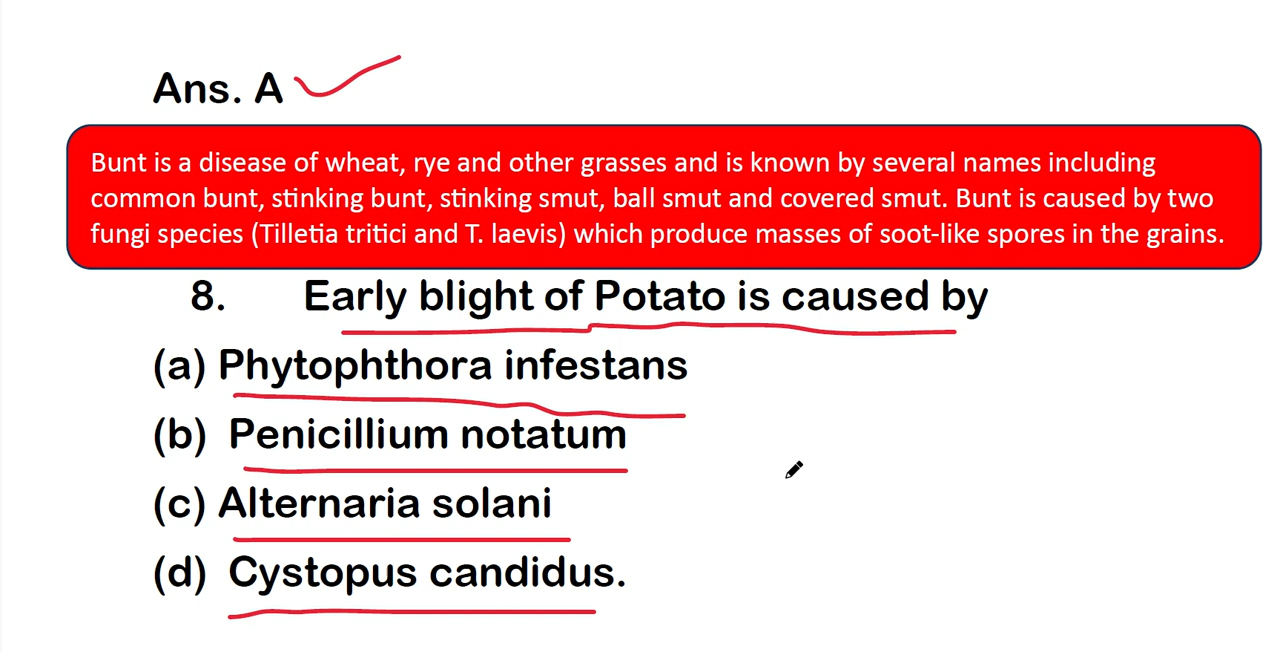 Ans. A
Bunt is a disease of wheat, rye and other grasses and is known by several names including
common bunt, stinking bunt, stinking smut, ball smut and covered smut. Bunt is caused by two
fungi species (Tilletia tritici and T. laevis) which produce masses of soot-like spores in the grains.
8. Early blight of Potato is caused by
(a) Phytophthora infestans
(b) Penicillium notatum
(c) Alternaria solani
(d) Cystopus candidus.